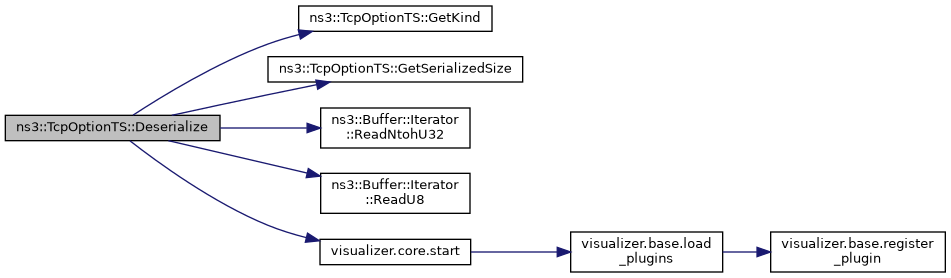 ns3::TcpOptionTS::GetKind
ns3::TcpOptionTS::GetSerializedSize
ns3::TcpOptionTS::Deserialize
ns3::Buffer::Iterator
::ReadNtohU32
ns3::Buffer::Iterator
::ReadU8
visualizer.core.start
visualizer.base.load
_plugins
visualizer.base.register
_plugin